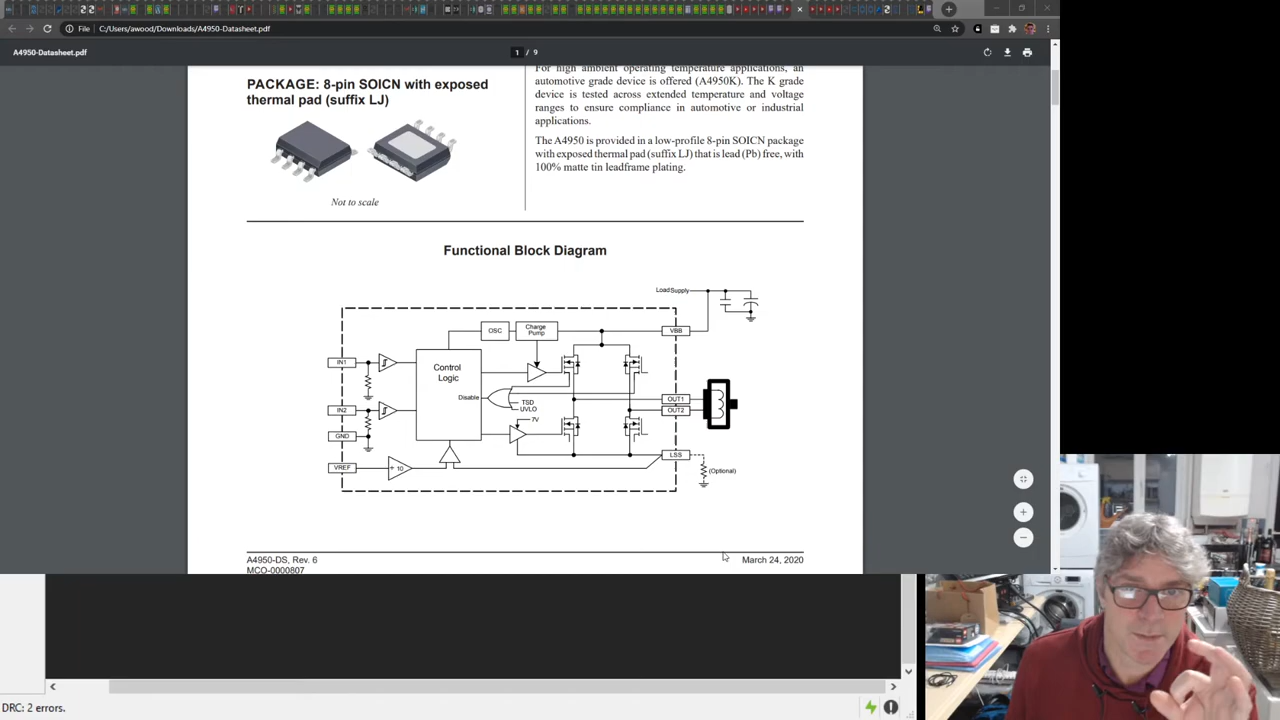 File
C:/Users/awood/Downloads/A4950-Datasheet.pdf
A4950-Datasheet.pdf
1 / 9
PACKAGE: 8-pin SOICN with exposed
thermal pad (suffix LJ)
Not to scale
For high ambient operating temperature applications, an
automotive grade device is offered (A4950K). The K grade
device is tested across extended temperature and voltage
ranges to ensure compliance in automotive or industrial
applications.
The A4950 is provided in a low-profile 8-pin SOICN package
with exposed thermal pad (suffix LJ) that is lead (Pb) free, with
100% matte tin leadframe plating.
Functional Block Diagram
Load Supply
OSC
Charge
Pump
VBB
IN1
Control
Logic
Disable
TSD
UVLO
OUT1
IN2
OUT2
7V
GND
LSS
VREF
÷ 10
(Optional)
A4950-DS, Rev. 6
MCO-0000807
March 24, 2020
DRC: 2 errors.